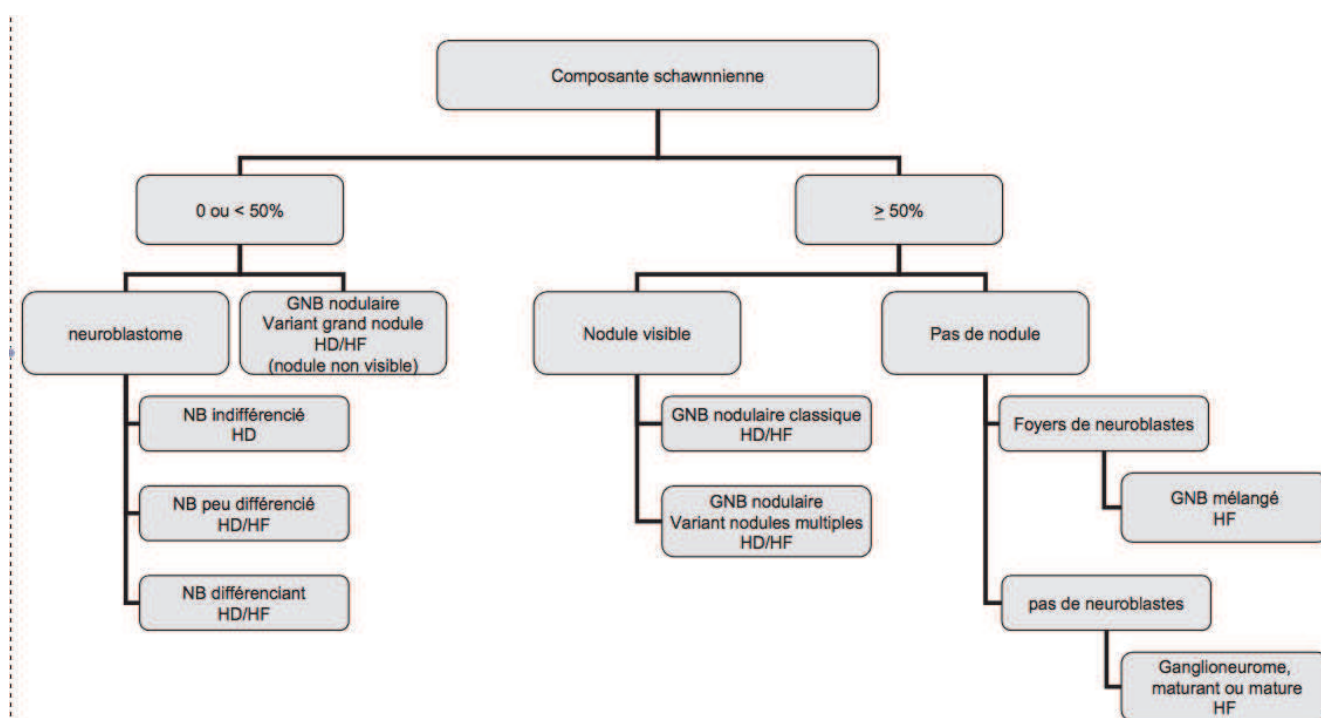 Composante schawnnienne
0 ou < 50%
≥ 50%
neuroblastome
GNB nodulaire
Variant grand nodule
HD/HF
(nodule non visible)
Nodule visible
Pas de nodule
NB indifférencié
HD
NB peu différencié
HD/HF
NB différenciant
HD/HF
GNB nodulaire classique
HD/HF
GNB nodulaire
Variant nodules multiples
HD/HF
Foyers de neuroblastes
GNB mélangé
HF
pas de neuroblastes
Ganglioneurome,
maturant ou mature
HF